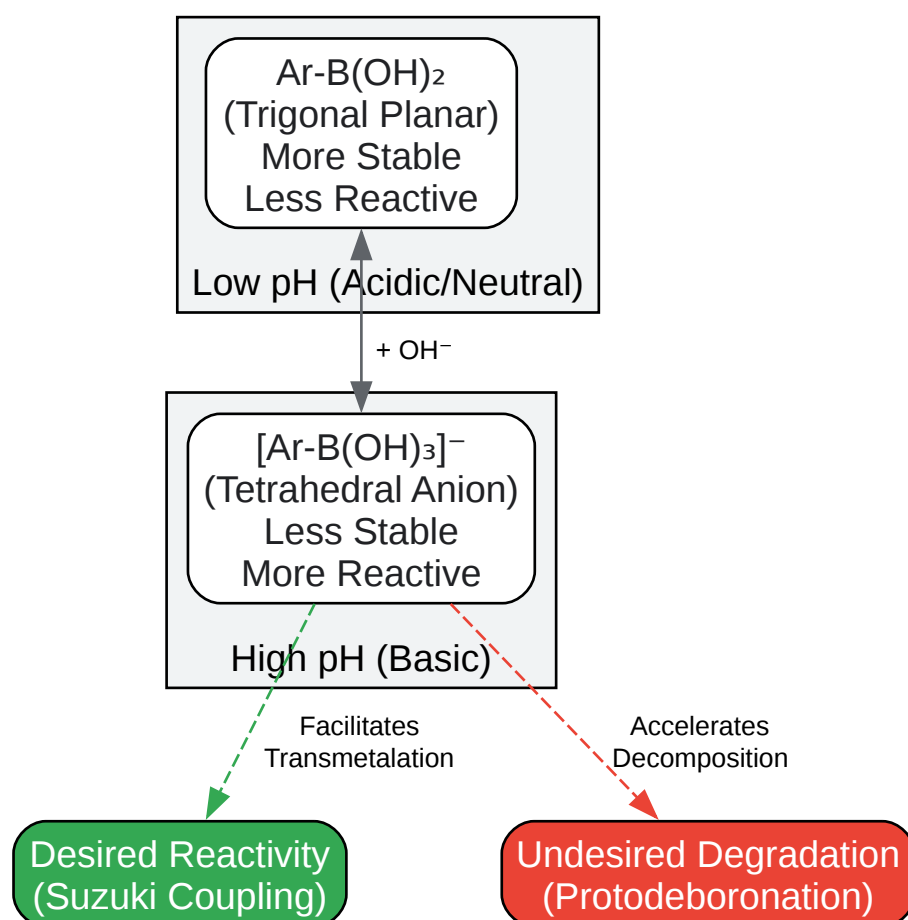 Ar-B(OH)₂
(Trigonal Planar)
More Stable
Less Reactive
Low pH (Acidic/Neutral)
+ OH⁻
[Ar-B(OH)₃]⁻
(Tetrahedral Anion)
Less Stable
More Reactive
High pH (Basic)
Facilitates
Transmetalation
Accelerates
Decomposition
Desired Reactivity
(Suzuki Coupling)
Undesired Degradation
(Protodeboronation)